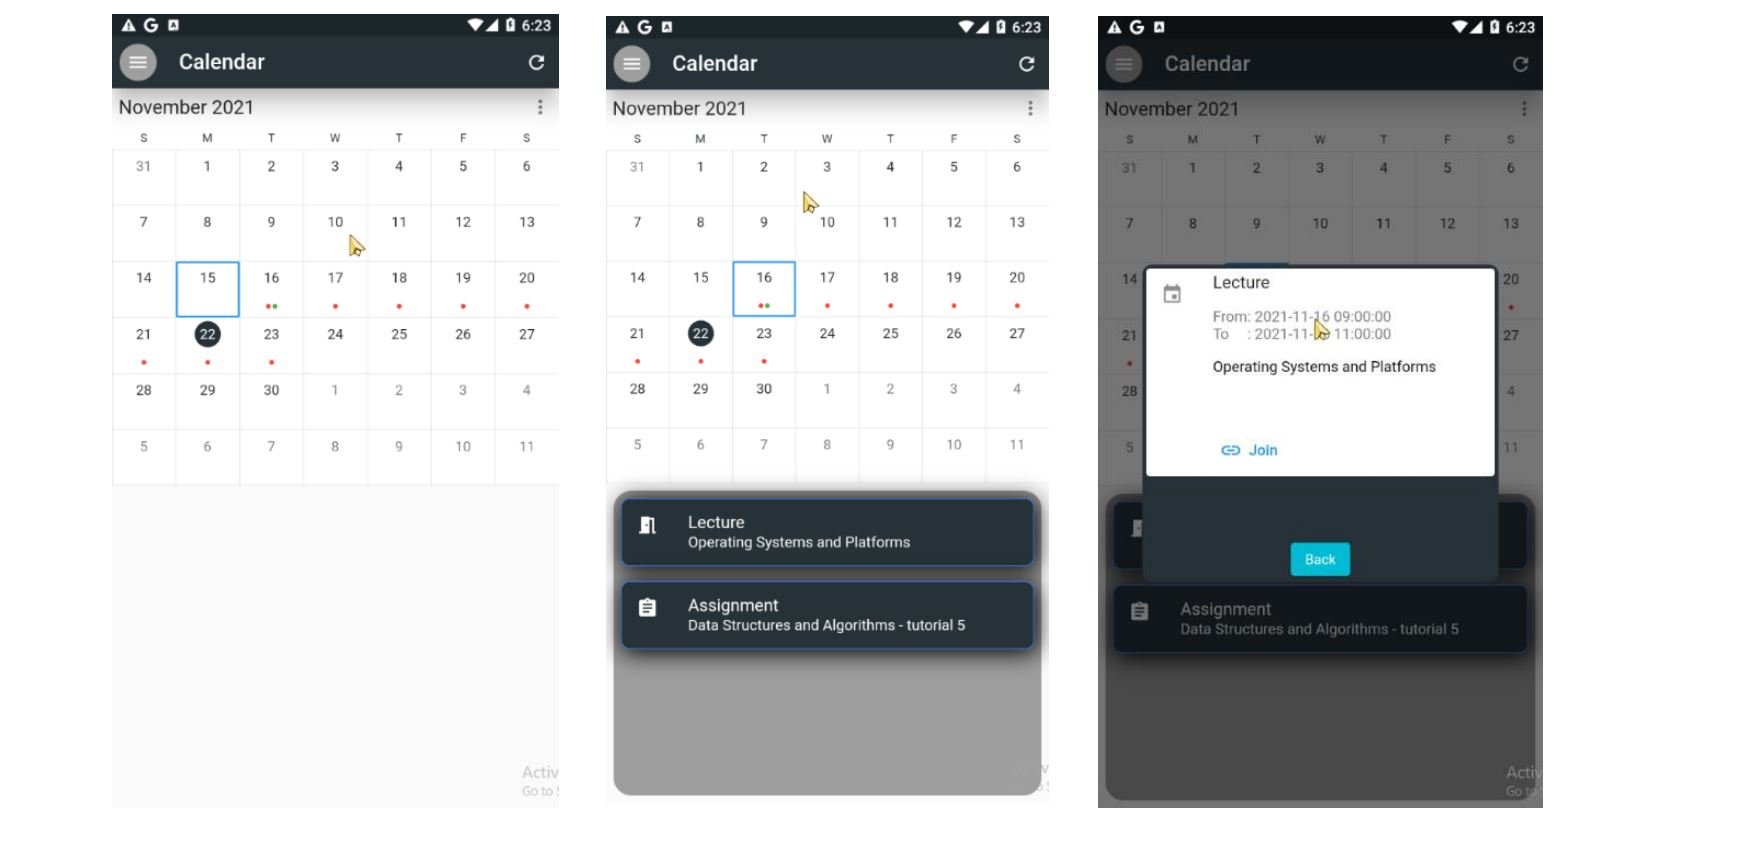 6:23
Calendar
November 2021
S M T W T F S
31 1 2 3 4 5 6
7 8 9 10 11 12 13
14 15 16 17 18 19 20
21 22 23 24 25 26 27
28 29 30 1 2 3 4
5 6 7 8 9 10 11
Activ
Go to
6:23
Calendar
November 2021
S M T W T F S
31 1 2 3 4 5 6
7 8 9 10 11 12 13
14 15 16 17 18 19 20
21 22 23 24 25 26 27
28 29 30 1 2 3 4
5 6 7 8 9 10 11
Lecture
Operating Systems and Platforms
Assignment
Data Structures and Algorithms - tutorial 5
6:23
Calendar
November 2021
S M T W T F S
31 1 2 3 4 5 6
7 8 9 10 11 12 13
14 20
21 27
28 4
5 11
Lecture
From: 2021-11-16 09:00:00
To : 2021-11- 11:00:00
Operating Systems and Platforms
Join
Back
Assignment
Data Structures and Algorithms - tutorial 5
Activ
Go to